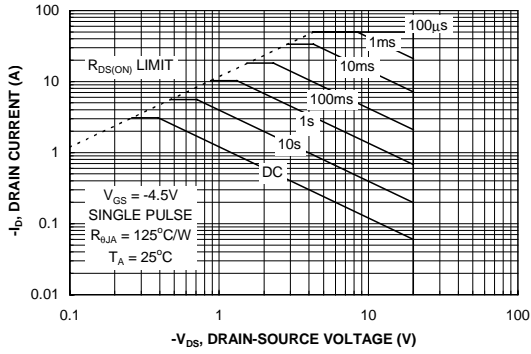 100
10
1
0.1
0.01
-I_D, DRAIN CURRENT (A)
R_DS(ON) LIMIT
100µs
1ms
10ms
100ms
1s
10s
DC
V_GS = -4.5V
SINGLE PULSE
R_θJA = 125°C/W
T_A = 25°C
0.1 1 10 100
-V_DS, DRAIN-SOURCE VOLTAGE (V)